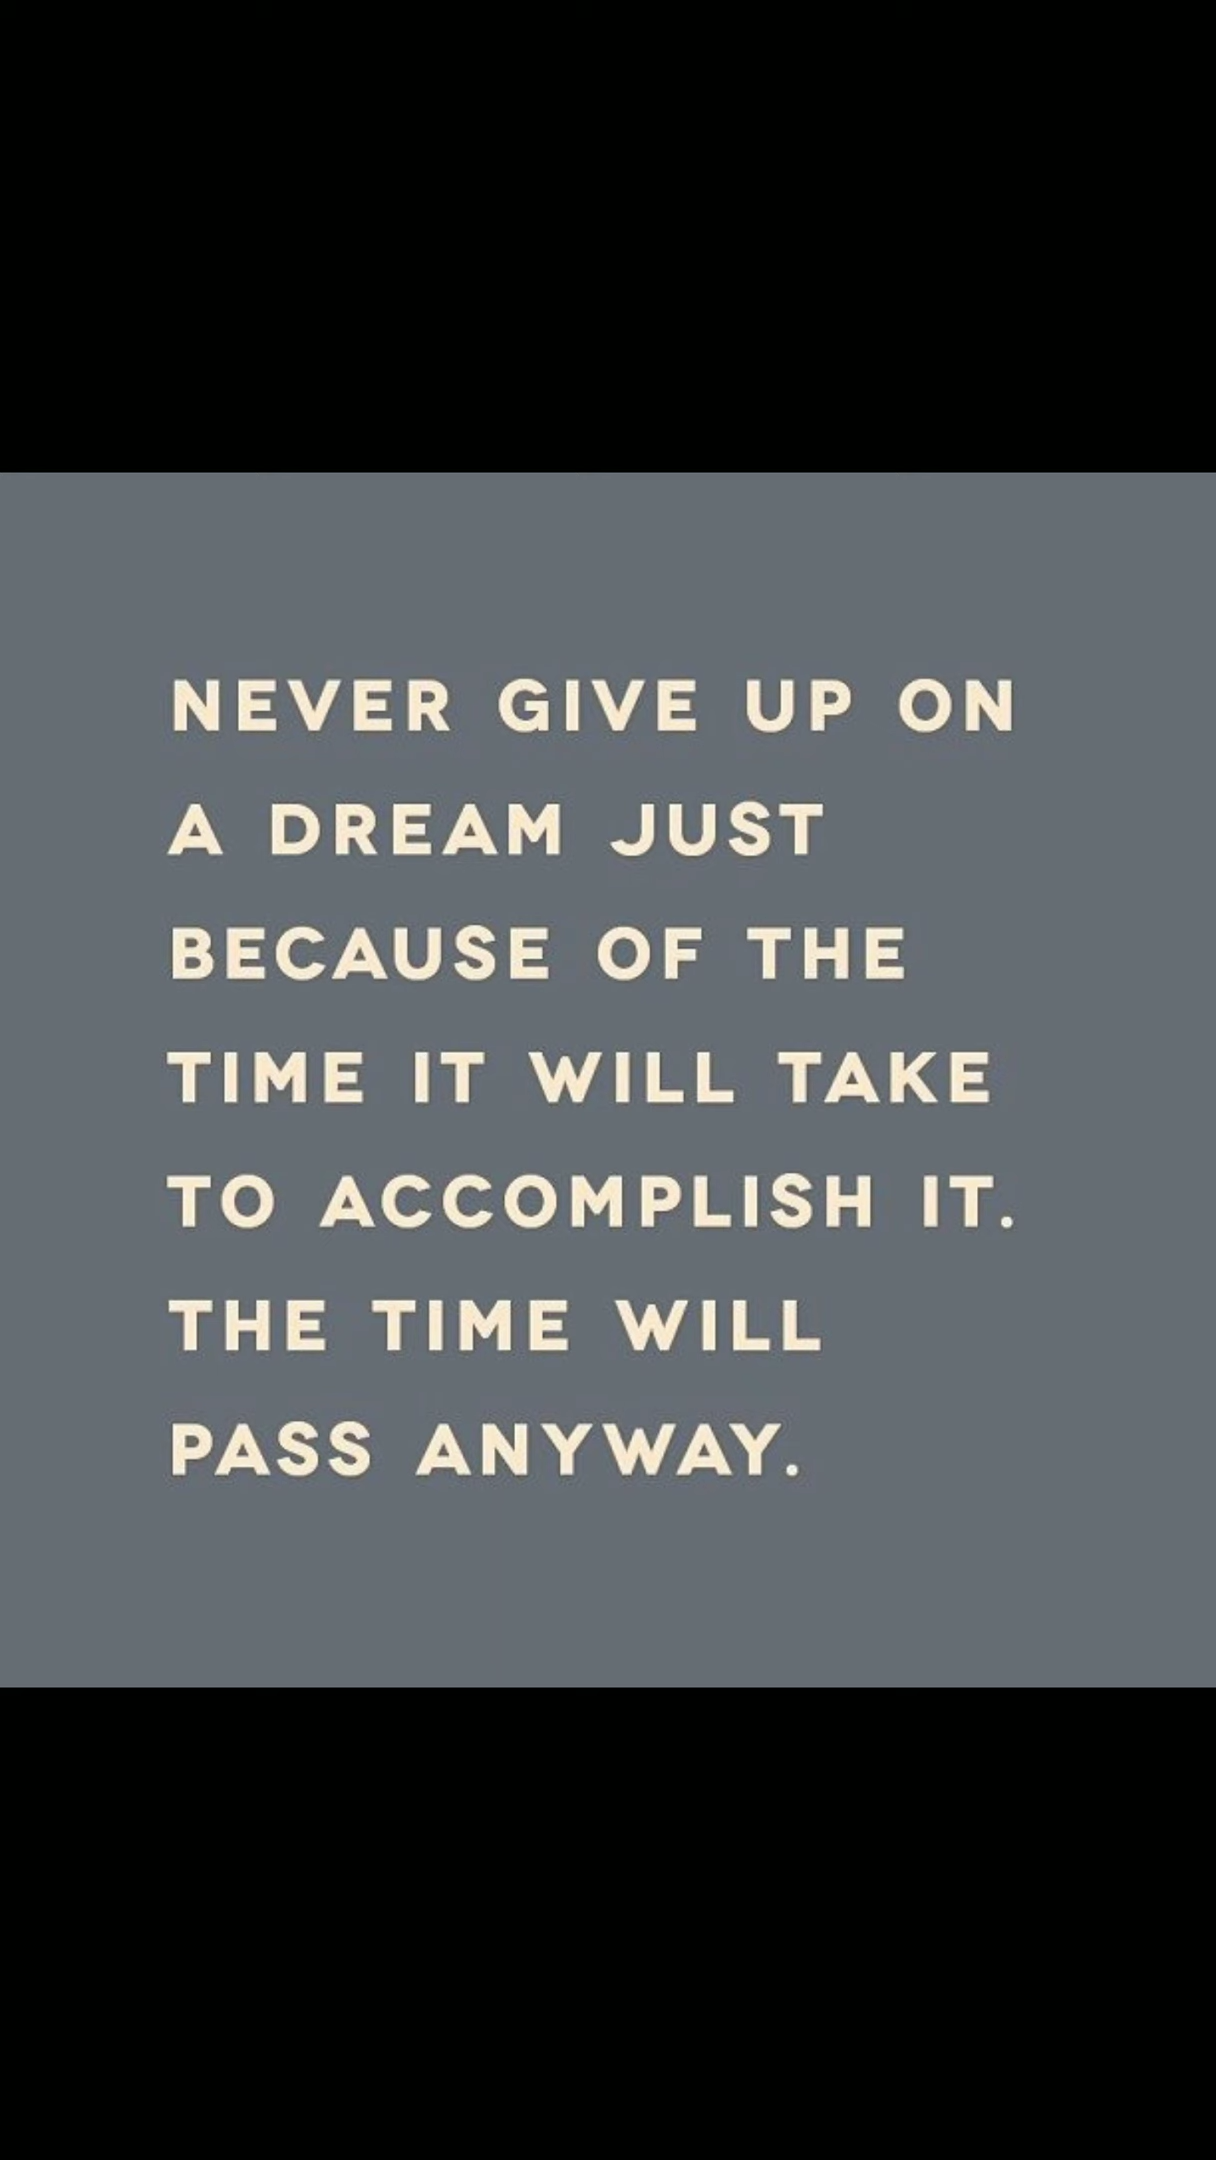 NEVER GIVE UP ON
A DREAM JUST
BECAUSE OF THE
TIME IT WILL TAKE
TO ACCOMPLISH IT.
THE TIME WILL
PASS ANYWAY.